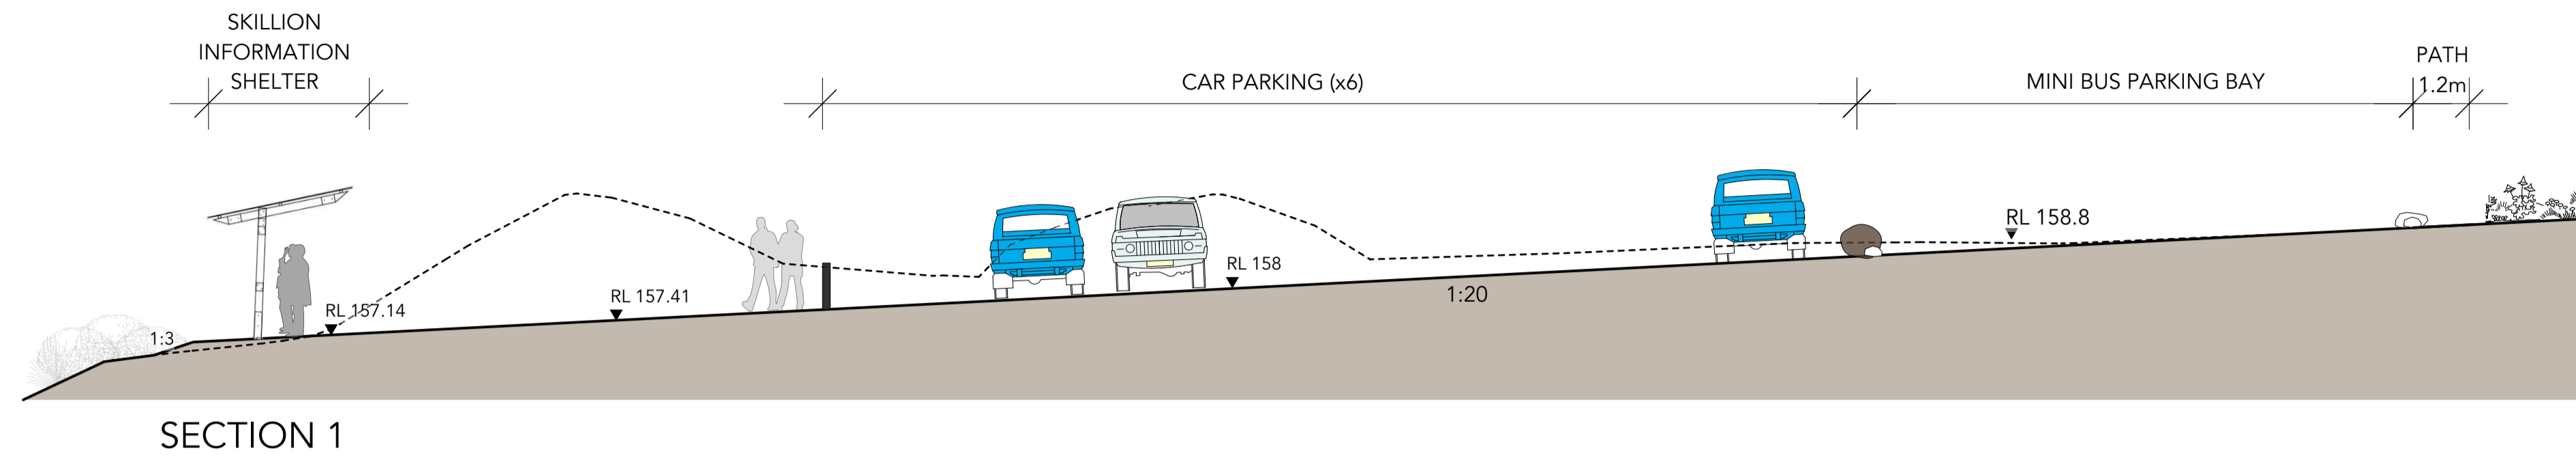 SKILLION
INFORMATION
SHELTER
CAR PARKING (x6)
MINI BUS PARKING BAY
PATH
1.2m
RL 158.8
RL 158
RL 157.41
RL 157.14
1:20
1:3
SECTION 1